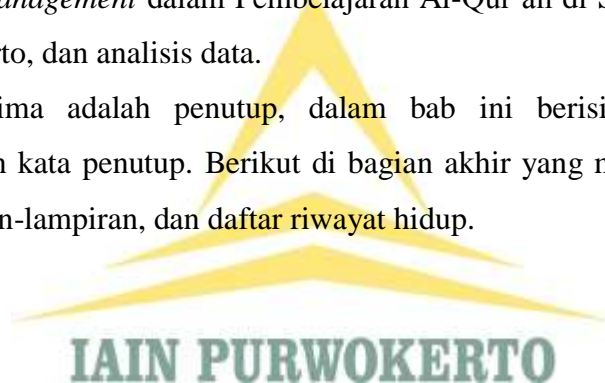 anagement dalam Pembelajaran Al-Qur'an di S
rto, dan analisis data.
ima adalah penutup, dalam bab ini berisi
n kata penutup. Berikut di bagian akhir yang m
n-lampiran, dan daftar riwayat hidup.
IAIN PURWOKERTO